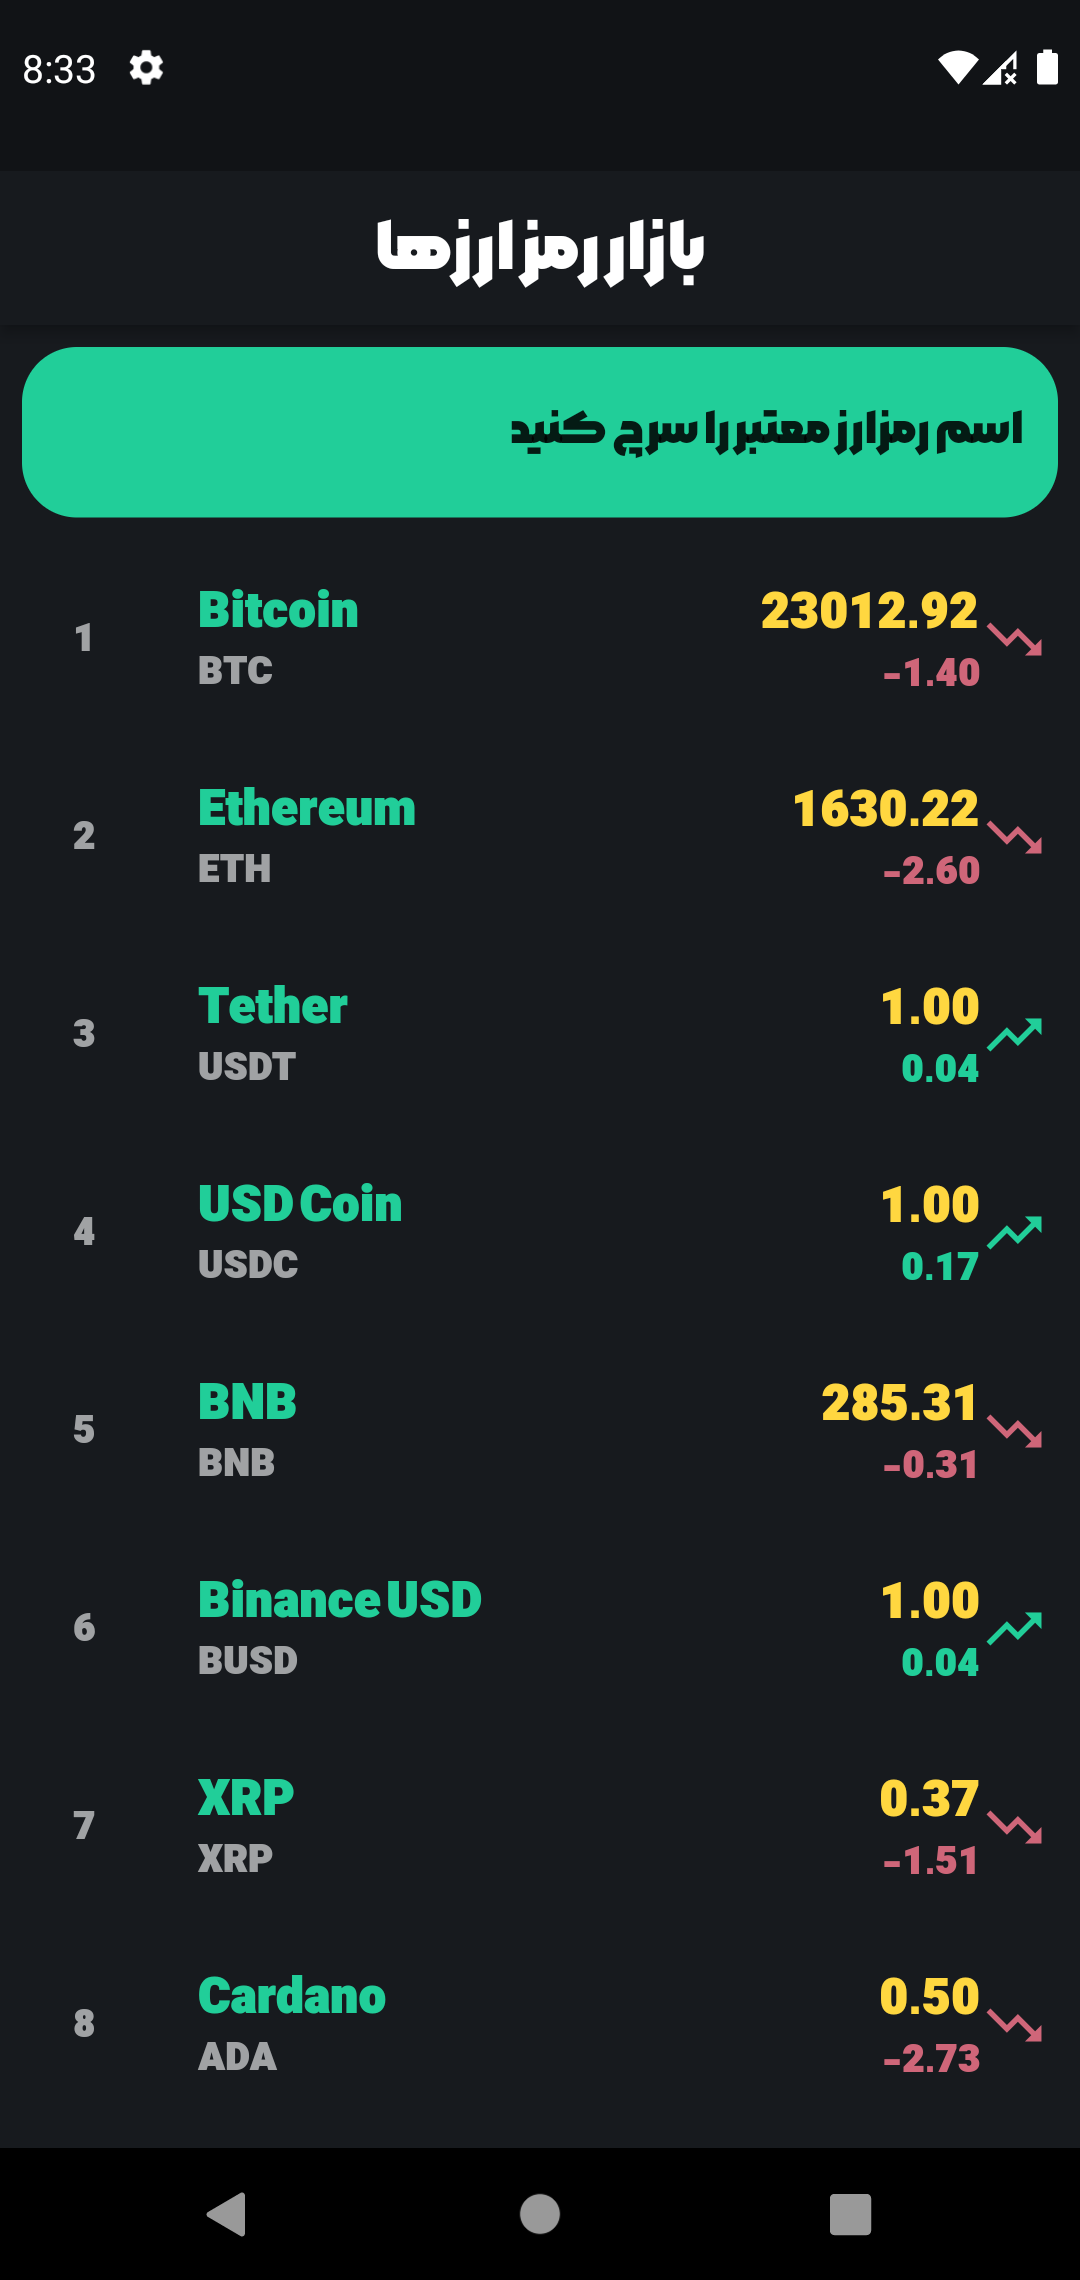 8:33
بازار رمز ارزها
اسم رمزارز معتبر را سرچ کنید
1
Bitcoin
BTC
23012.92
-1.40
2
Ethereum
ETH
1630.22
-2.60
3
Tether
USDT
1.00
0.04
4
USD Coin
USDC
1.00
0.17
5
BNB
BNB
285.31
-0.31
6
Binance USD
BUSD
1.00
0.04
7
XRP
XRP
0.37
-1.51
8
Cardano
ADA
0.50
-2.73